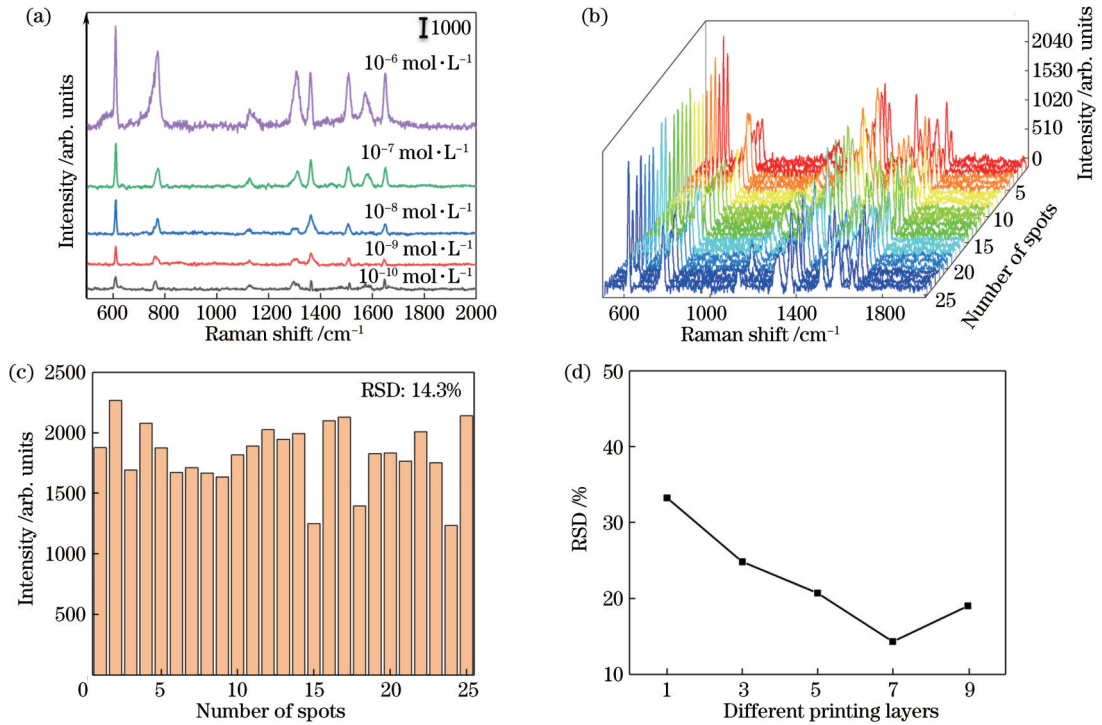 (a)
1000
10⁻⁶ mol·L⁻¹
10⁻⁷ mol·L⁻¹
10⁻⁸ mol·L⁻¹
10⁻⁹ mol·L⁻¹
10⁻¹⁰ mol·L⁻¹
Intensity /arb. units
600 800 1000 1200 1400 1600 1800 2000
Raman shift /cm⁻¹
(b)
2040
1530
1020
510
0
Intensity /arb. units
5
10
15
20
25
Number of spots
600 1000 1400 1800
Raman shift /cm⁻¹
(c)
RSD: 14.3%
2500
2000
1500
1000
500
Intensity /arb. units
0 5 10 15 20 25
Number of spots
(d)
50
40
30
20
10
RSD /%
1 3 5 7 9
Different printing layers